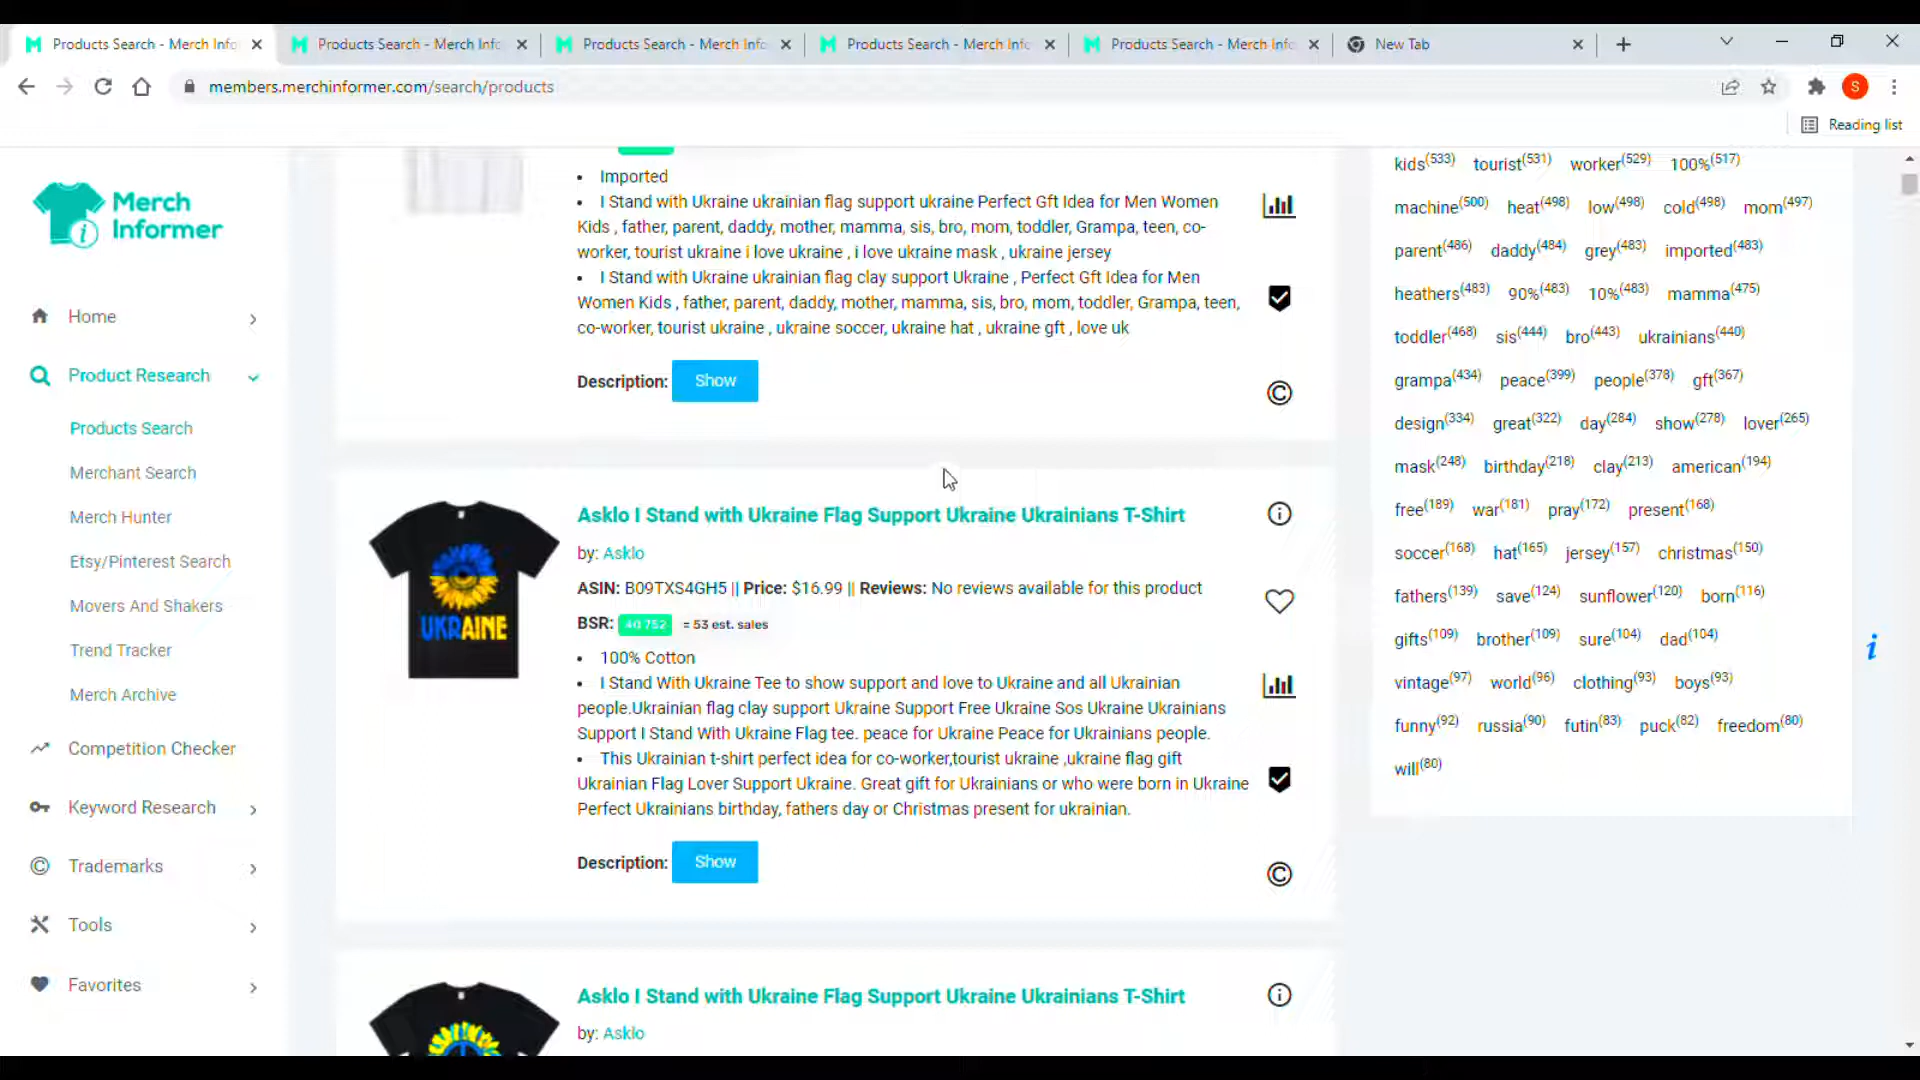 Products Search - Merch Info
Products Search - Merch Info
Products Search - Merch Info
Products Search - Merch Info
Products Search - Merch Info
New Tab
members.merchinformer.com/search/products
S
Reading list
Merch
Informer
Home
Product Research
Products Search
Merchant Search
Merch Hunter
Etsy/Pinterest Search
Movers And Shakers
Trend Tracker
Merch Archive
Competition Checker
Keyword Research
Trademarks
Tools
Favorites
• Imported
• I Stand with Ukraine ukrainian flag support ukraine Perfect Gft Idea for Men Women
Kids , father, parent, daddy, mother, mamma, sis, bro, mom, toddler, Grampa, teen, co-
worker, tourist ukraine i love ukraine , i love ukraine mask , ukraine jersey
• I Stand with Ukraine ukrainian flag clay support Ukraine , Perfect Gft Idea for Men
Women Kids , father, parent, daddy, mother, mamma, sis, bro, mom, toddler, Grampa, teen,
co-worker, tourist ukraine , ukraine soccer, ukraine hat , ukraine gft , love uk
Description: Show
Asklo I Stand with Ukraine Flag Support Ukraine Ukrainians T-Shirt
by: Asklo
ASIN: B09TXS4GH5 || Price: $16.99 || Reviews: No reviews available for this product
BSR: 40 752 = 53 est. sales
UKRAINE
• 100% Cotton
• I Stand With Ukraine Tee to show support and love to Ukraine and all Ukrainian
people.Ukrainian flag clay support Ukraine Support Free Ukraine Sos Ukraine Ukrainians
Support I Stand With Ukraine Flag tee. peace for Ukraine Peace for Ukrainians people.
• This Ukrainian t-shirt perfect idea for co-worker,tourist ukraine ,ukraine flag gift
Ukrainian Flag Lover Support Ukraine. Great gift for Ukrainians or who were born in Ukraine
Perfect Ukrainians birthday, fathers day or Christmas present for ukrainian.
Description: Show
Asklo I Stand with Ukraine Flag Support Ukraine Ukrainians T-Shirt
by: Asklo
kids(533) tourist(531) worker(529) 100%(517)
machine(500) heat(498) low(498) cold(498) mom(497)
parent(486) daddy(484) grey(483) imported(483)
heathers(483) 90%(483) 10%(483) mamma(475)
toddler(468) sis(444) bro(443) ukrainians(440)
grampa(434) peace(399) people(378) gft(367)
design(334) great(322) day(284) show(278) lover(265)
mask(248) birthday(218) clay(213) american(194)
free(189) war(181) pray(172) present(168)
soccer(168) hat(165) jersey(157) christmas(150)
fathers(139) save(124) sunflower(120) born(116)
gifts(109) brother(109) sure(104) dad(104)
vintage(97) world(96) clothing(93) boys(93)
funny(92) russia(90) futin(83) puck(82) freedom(80)
will(80)